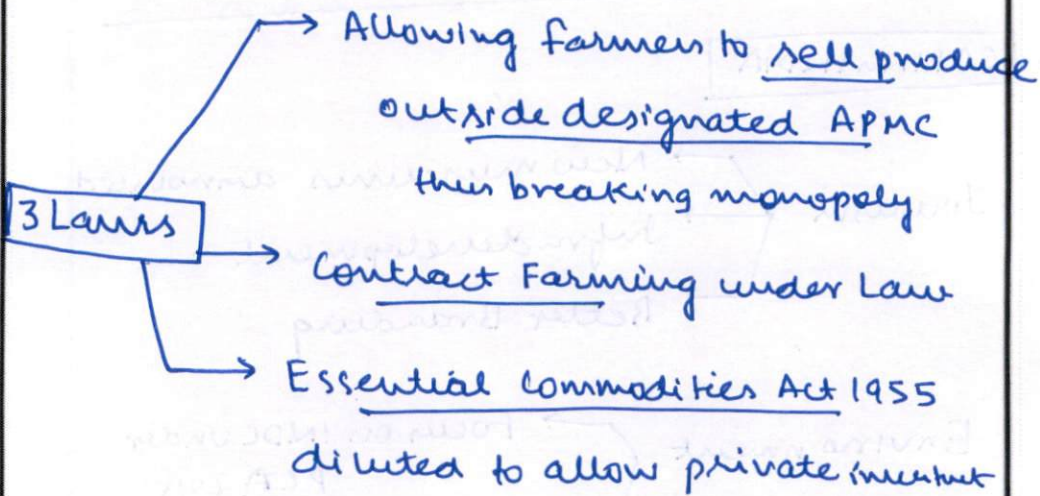 Allowing farmers to sell produce
outside designated APMC
thus breaking monopoly
3 Laws
Contract Farming under Law
Essential Commodities Act 1955
diluted to allow private